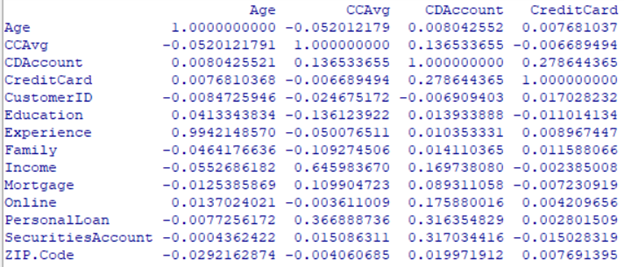 Age CCAvg CDAccount CreditCard
Age 1.0000000000 -0.052012179 0.008042552 0.007681037
CCAvg -0.0520121791 1.000000000 0.136533655 -0.006689494
CDAccount 0.0080425521 0.136533655 1.000000000 0.278644365
CreditCard 0.0076810368 -0.006689494 0.278644365 1.000000000
CustomerID -0.0084725946 -0.024675172 -0.006909403 0.017028232
Education 0.0413343834 -0.136123922 0.013933888 -0.011014134
Experience 0.9942148570 -0.050076511 0.010353331 0.008967447
Family -0.0464176636 -0.109274506 0.014110365 0.011588066
Income -0.0552686182 0.645983670 0.169738080 -0.002385008
Mortgage -0.0125385869 0.109904723 0.089311058 -0.007230919
Online 0.0137024021 -0.003611009 0.175880016 0.004209656
PersonalLoan -0.0077256172 0.366888736 0.316354829 0.002801509
SecuritiesAccount -0.0004362422 0.015086311 0.317034416 -0.015028319
ZIP.Code -0.0292162874 -0.004060685 0.019971912 0.007691395